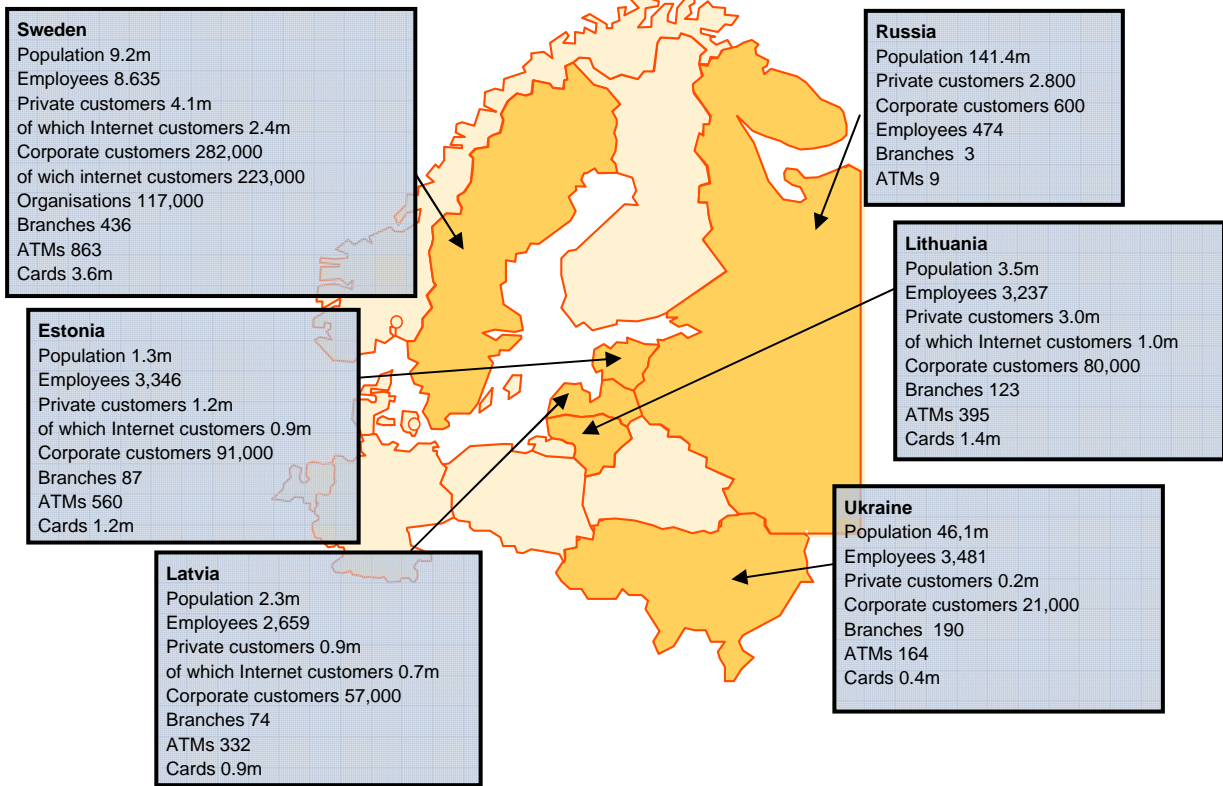 Sweden
Population 9.2m
Employees 8.635
Private customers 4.1m
of which Internet customers 2.4m
Corporate customers 282,000
of wich internet customers 223,000
Organisations 117,000
Branches 436
ATMs 863
Cards 3.6m
Russia
Population 141.4m
Private customers 2.800
Corporate customers 600
Employees 474
Branches  3
ATMs 9
Lithuania
Population 3.5m
Employees 3,237
Private customers 3.0m
of which Internet customers 1.0m
Corporate customers 80,000
Branches 123
ATMs 395
Cards 1.4m
Estonia
Population 1.3m
Employees 3,346
Private customers 1.2m
of which Internet customers 0.9m
Corporate customers 91,000
Branches 87
ATMs 560
Cards 1.2m
Ukraine
Population 46,1m
Employees 3,481
Private customers 0.2m
Corporate customers 21,000
Branches  190
ATMs 164
Cards 0.4m
Latvia
Population 2.3m
Employees 2,659
Private customers 0.9m
of which Internet customers 0.7m
Corporate customers 57,000
Branches 74
ATMs 332
Cards 0.9m